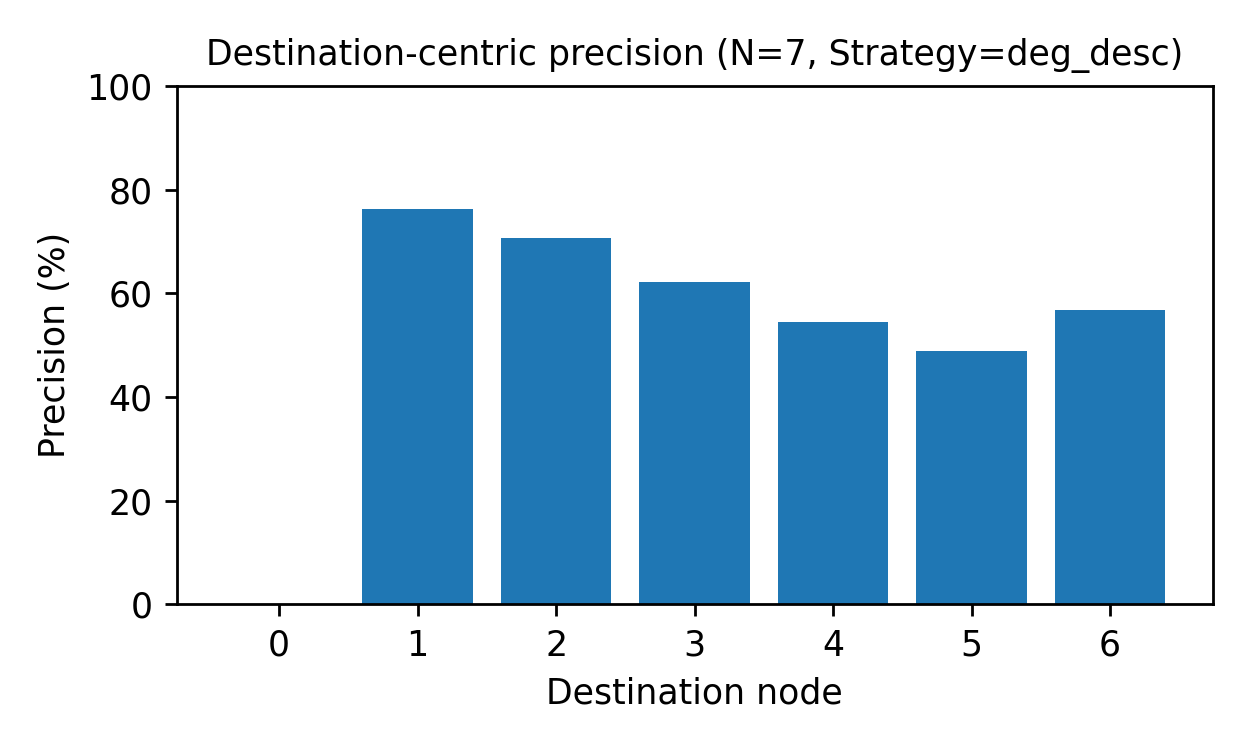 Destination-centric precision (N=7, Strategy=deg_desc)
100
80
60
40
20
0
Precision (%)
0 1 2 3 4 5 6
Destination node